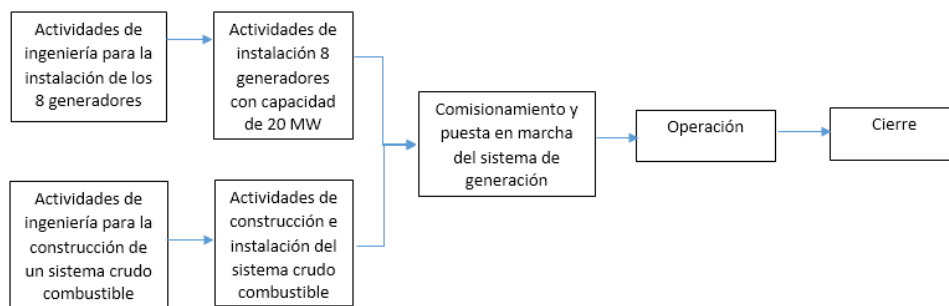 Actividades de
ingeniería para la
instalación de los
8 generadores
Actividades de
instalación 8
generadores
con capacidad
de 20 MW
Comisionamiento y
puesta en marcha
del sistema de
generación
Operación
Cierre
Actividades de
ingeniería para la
construcción de
un sistema crudo
combustible
Actividades de
construcción e
instalación del
sistema crudo
combustible